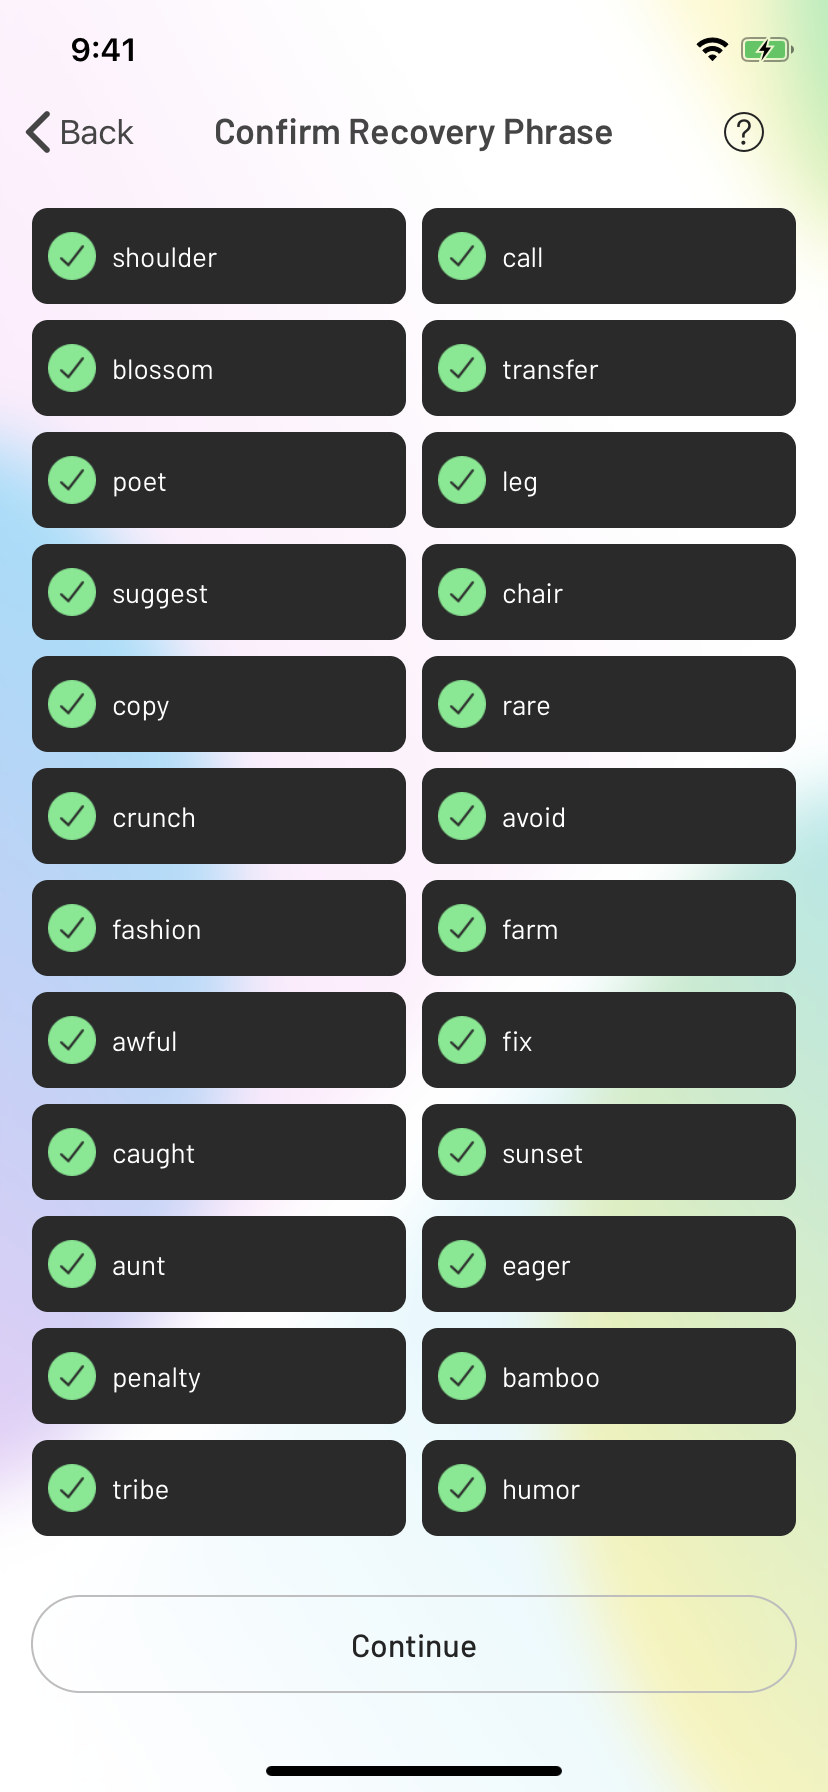 9:41
Back Confirm Recovery Phrase ?
shoulder call
blossom transfer
poet leg
suggest chair
copy rare
crunch avoid
fashion farm
awful fix
caught sunset
aunt eager
penalty bamboo
tribe humor
Continue